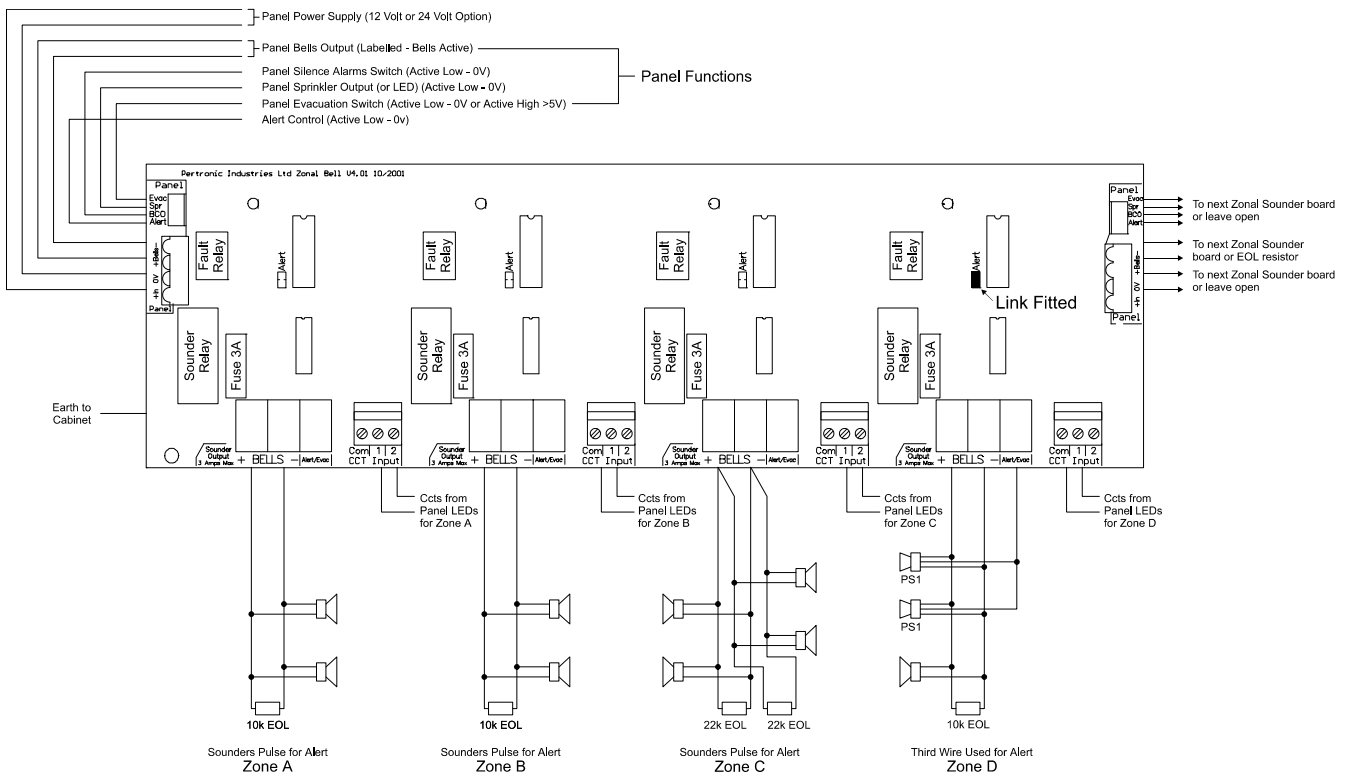 Panel Power Supply (12 Volt or 24 Volt Option)
Panel Bells Output (Labelled - Bells Active)
Panel Silence Alarms Switch (Active Low - 0V)
Panel Sprinkler Output (or LED) (Active Low - 0V)
Panel Evacuation Switch (Active Low - 0V or Active High >5V)
Alert Control (Active Low - 0v)
Panel Functions
Pertronic Industries Ltd Zonal Bell V4.01 10/2001
Panel
Evac
Spr
BCO
Alert
+Bells-
0V
+In
Panel
Fault
Relay
Alert
Sounder
Relay
Fuse 3A
Fault
Relay
Alert
Sounder
Relay
Fuse 3A
Fault
Relay
Alert
Sounder
Relay
Fuse 3A
Fault
Relay
Alert
Link Fitted
Sounder
Relay
Fuse 3A
Panel
Evac
Spr
BCO
Alert
+Bells-
0V
+In
Panel
To next Zonal Sounder board
or leave open
To next Zonal Sounder
board or EOL resistor
To next Zonal Sounder board
or leave open
Earth to
Cabinet
Sounder
Output
3 Amps Max
+ BELLS -
Alert/Evac
Com 1 2
CCT Input
Sounder
Output
3 Amps Max
+ BELLS -
Alert/Evac
Com 1 2
CCT Input
Sounder
Output
3 Amps Max
+ BELLS -
Alert/Evac
Com 1 2
CCT Input
Sounder
Output
3 Amps Max
+ BELLS -
Alert/Evac
Com 1 2
CCT Input
Ccts from
Panel LEDs
for Zone A
Ccts from
Panel LEDs
for Zone B
Ccts from
Panel LEDs
for Zone C
Ccts from
Panel LEDs
for Zone D
PS1
PS1
10k EOL
10k EOL
22k EOL
22k EOL
10k EOL
Sounders Pulse for Alert
Zone A
Sounders Pulse for Alert
Zone B
Sounders Pulse for Alert
Zone C
Third Wire Used for Alert
Zone D